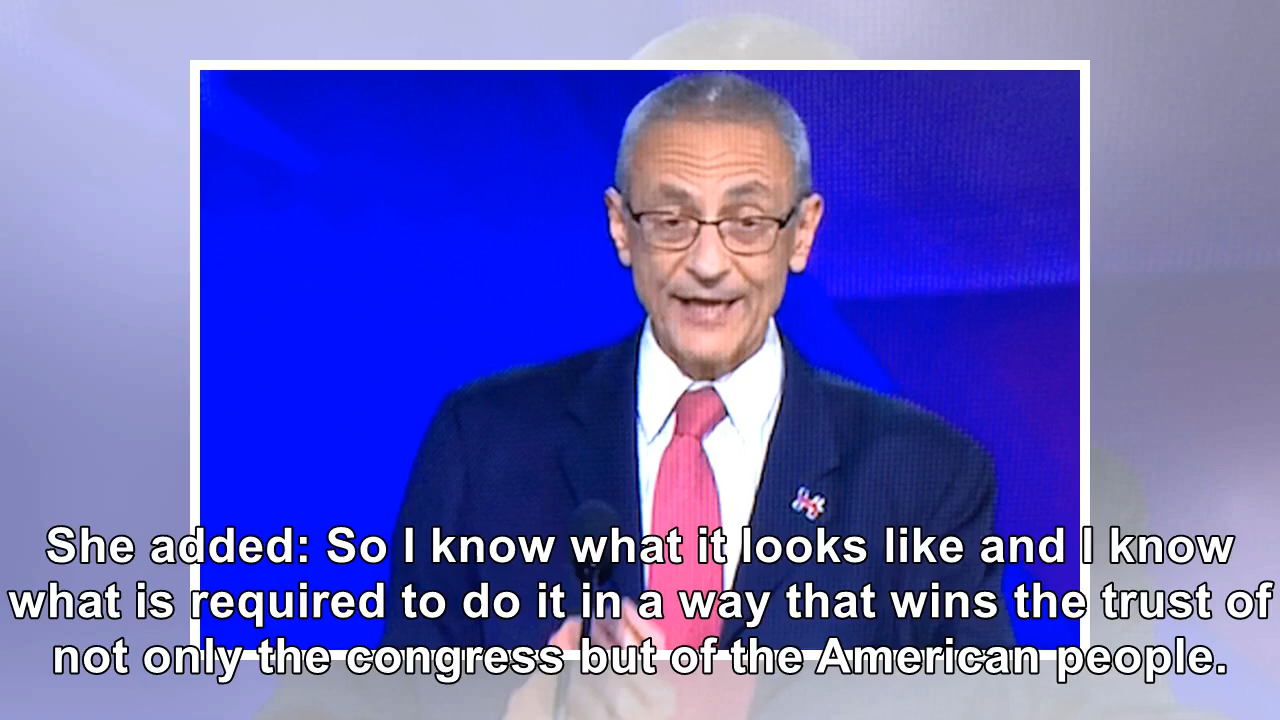 She added: So I know what it looks like and I know
what is required to do it in a way that wins the trust of
not only the congress but of the American people.